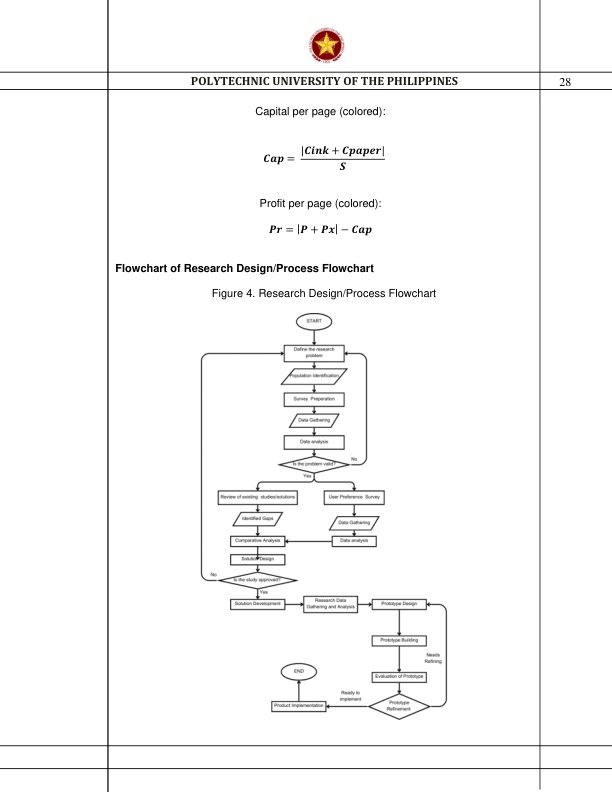 POLYTECHNIC UNIVERSITY OF THE PHILIPPINES
28
Capital per page (colored):
Cap = |Cink + Cpaper| / S
Profit per page (colored):
Pr = |P + Px| − Cap
Flowchart of Research Design/Process Flowchart
Figure 4. Research Design/Process Flowchart
START
Define the research
problem
Population Identification
Survey Preparation
Data Gathering
Data analysis
Is the problem valid?
No
Yes
Review of existing studies/solutions
User Preference Survey
Identified Gaps
Data Gathering
Comparative Analysis
Data analysis
Solution Design
Is the study approved?
No
Yes
Solution Development
Research Data
Gathering and Analysis
Prototype Design
Prototype Building
Needs
Refining
Evaluation of Prototype
END
Ready to
implement
Prototype
Refinement
Product Implementation